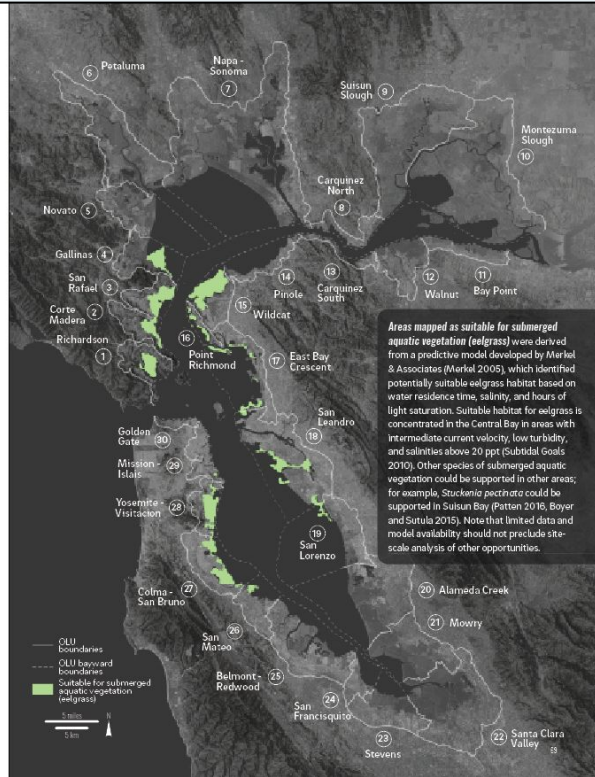 6
Petaluma
Napa -
Sonoma
7
Suisun
Slough
9
Montezuma
Slough
10
Carquinez
North
8
Novato
5
Gallinas
4
San
Rafael
3
Corte
Madera
2
Richardson
1
14
Pinole
13
Carquinez
South
12
Walnut
11
Bay Point
15
Wildcat
16
Point
Richmond
17
East Bay
Crescent
San
Leandro
18
Areas mapped as suitable for submerged
aquatic vegetation (eelgrass) were derived
from a predictive model developed by Merkel
& Associates (Merkel 2005), which identified
potentially suitable eelgrass habitat based on
water residence time, salinity, and hours of
light saturation. Suitable habitat for eelgrass is
concentrated in the Central Bay in areas with
intermediate current velocity, low turbidity,
and salinities above 20 ppt (Subtidal Goals
2010). Other species of submerged aquatic
vegetation could be supported in other areas;
for example, Stuckenia pectinata could be
supported in Suisun Bay (Patten 2016, Boyer
and Sutula 2015). Note that limited data and
model availability should not preclude site-
scale analysis of other opportunities.
Golden
Gate
30
Mission -
Islais
29
Yosemite -
Visitacion
28
19
San
Lorenzo
Colma -
San Bruno
27
20
Alameda Creek
21
Mowry
San
Mateo
26
Belmont -
Redwood
25
San
Francisquito
24
23
Stevens
22
Santa Clara
Valley
OLU
boundaries
OLU bayward
boundaries
Suitable for submerged
aquatic vegetation
(eelgrass)
5 miles
5 km
N
69